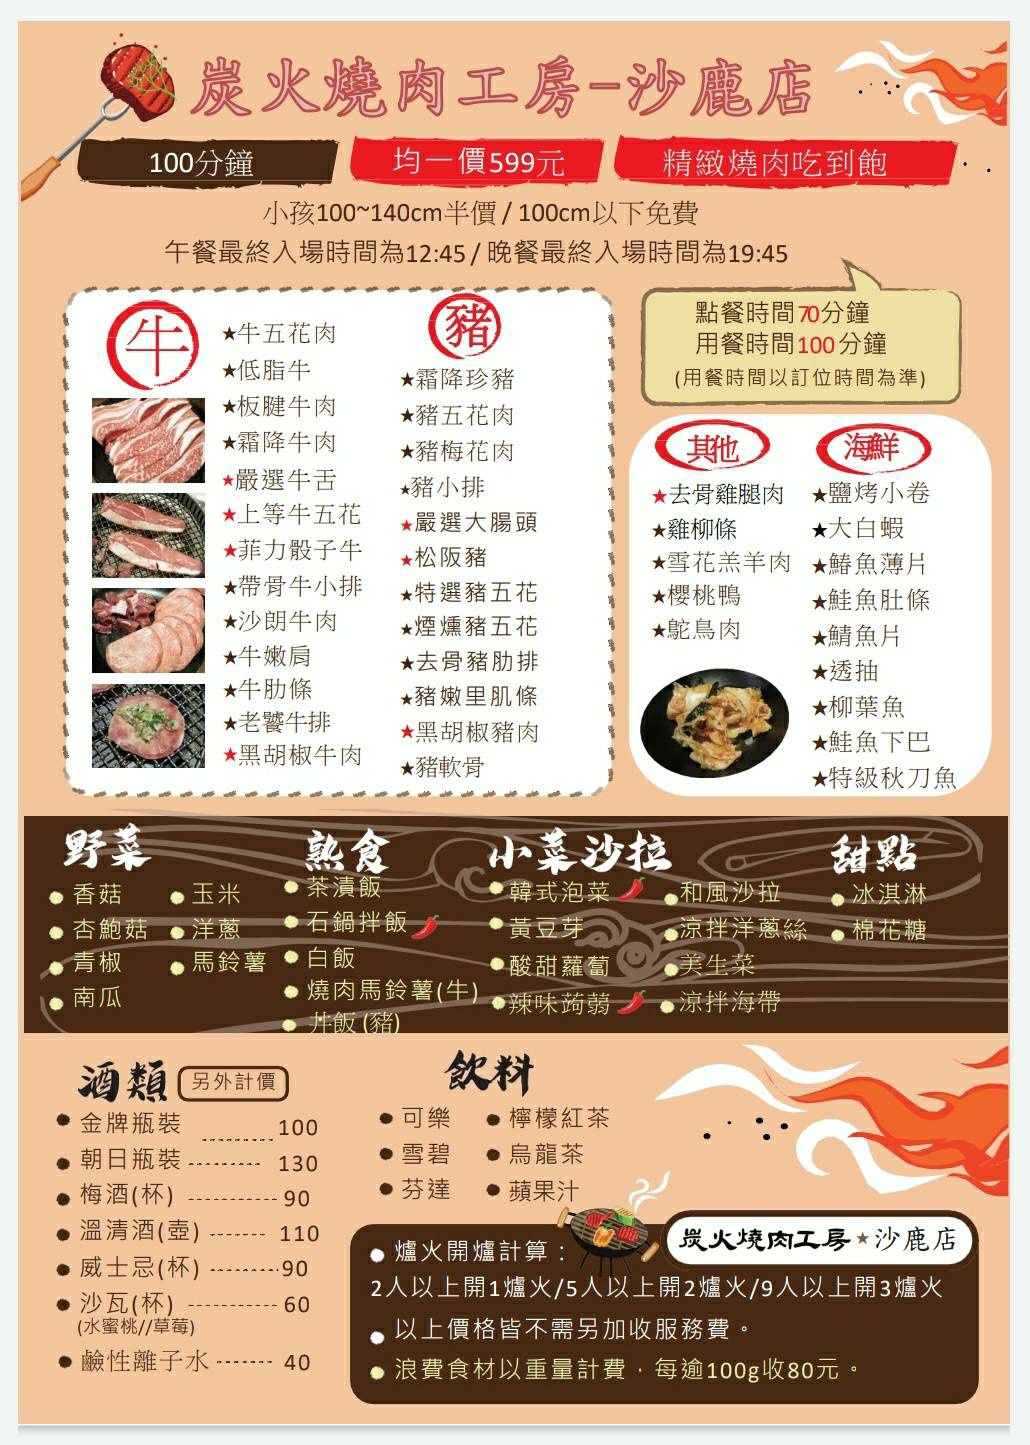 炭火燒肉工房-沙鹿店
100分鐘
均一價599元
精緻燒肉吃到飽
小孩100~140cm半價 / 100cm以下免費
午餐最終入場時間為12:45 / 晚餐最終入場時間為19:45
點餐時間70分鐘
用餐時間100分鐘
(用餐時間以訂位時間為準)
牛
★牛五花肉
★低脂牛
★板腱牛肉
★霜降牛肉
★嚴選牛舌
★上等牛五花
★菲力骰子牛
★帶骨牛小排
★沙朗牛肉
★牛嫩肩
★牛肋條
★老饕牛排
★黑胡椒牛肉
豬
★霜降珍豬
★豬五花肉
★豬梅花肉
★豬小排
★嚴選大腸頭
★松阪豬
★特選豬五花
★煙燻豬五花
★去骨豬肋排
★豬嫩里肌條
★黑胡椒豬肉
★豬軟骨
其他
★去骨雞腿肉
★雞柳條
★雪花羔羊肉
★櫻桃鴨
★鴕鳥肉
海鮮
★鹽烤小卷
★大白蝦
★鰆魚薄片
★鮭魚肚條
★鯖魚片
★透抽
★柳葉魚
★鮭魚下巴
★特級秋刀魚
野菜
香菇
杏鮑菇
青椒
南瓜
玉米
洋蔥
馬鈴薯
熟食
茶漬飯
石鍋拌飯
白飯
燒肉馬鈴薯(牛)
丼飯 (豬)
小菜沙拉
韓式泡菜
黃豆芽
酸甜蘿蔔
辣味蒟蒻
和風沙拉
涼拌洋蔥絲
美生菜
涼拌海帶
甜點
冰淇淋
棉花糖
酒類 另外計價
金牌瓶裝 ---------- 100
朝日瓶裝 ---------- 130
梅酒(杯) ------------ 90
溫清酒(壺) ------- 110
威士忌(杯) ---------- 90
沙瓦(杯) ------------ 60
(水蜜桃//草莓)
鹼性離子水 ------- 40
飲料
可樂
雪碧
芬達
檸檬紅茶
烏龍茶
蘋果汁
炭火燒肉工房★沙鹿店
爐火開爐計算：
2人以上開1爐火/5人以上開2爐火/9人以上開3爐火
以上價格皆不需另加收服務費。
浪費食材以重量計費，每逾100g收80元。